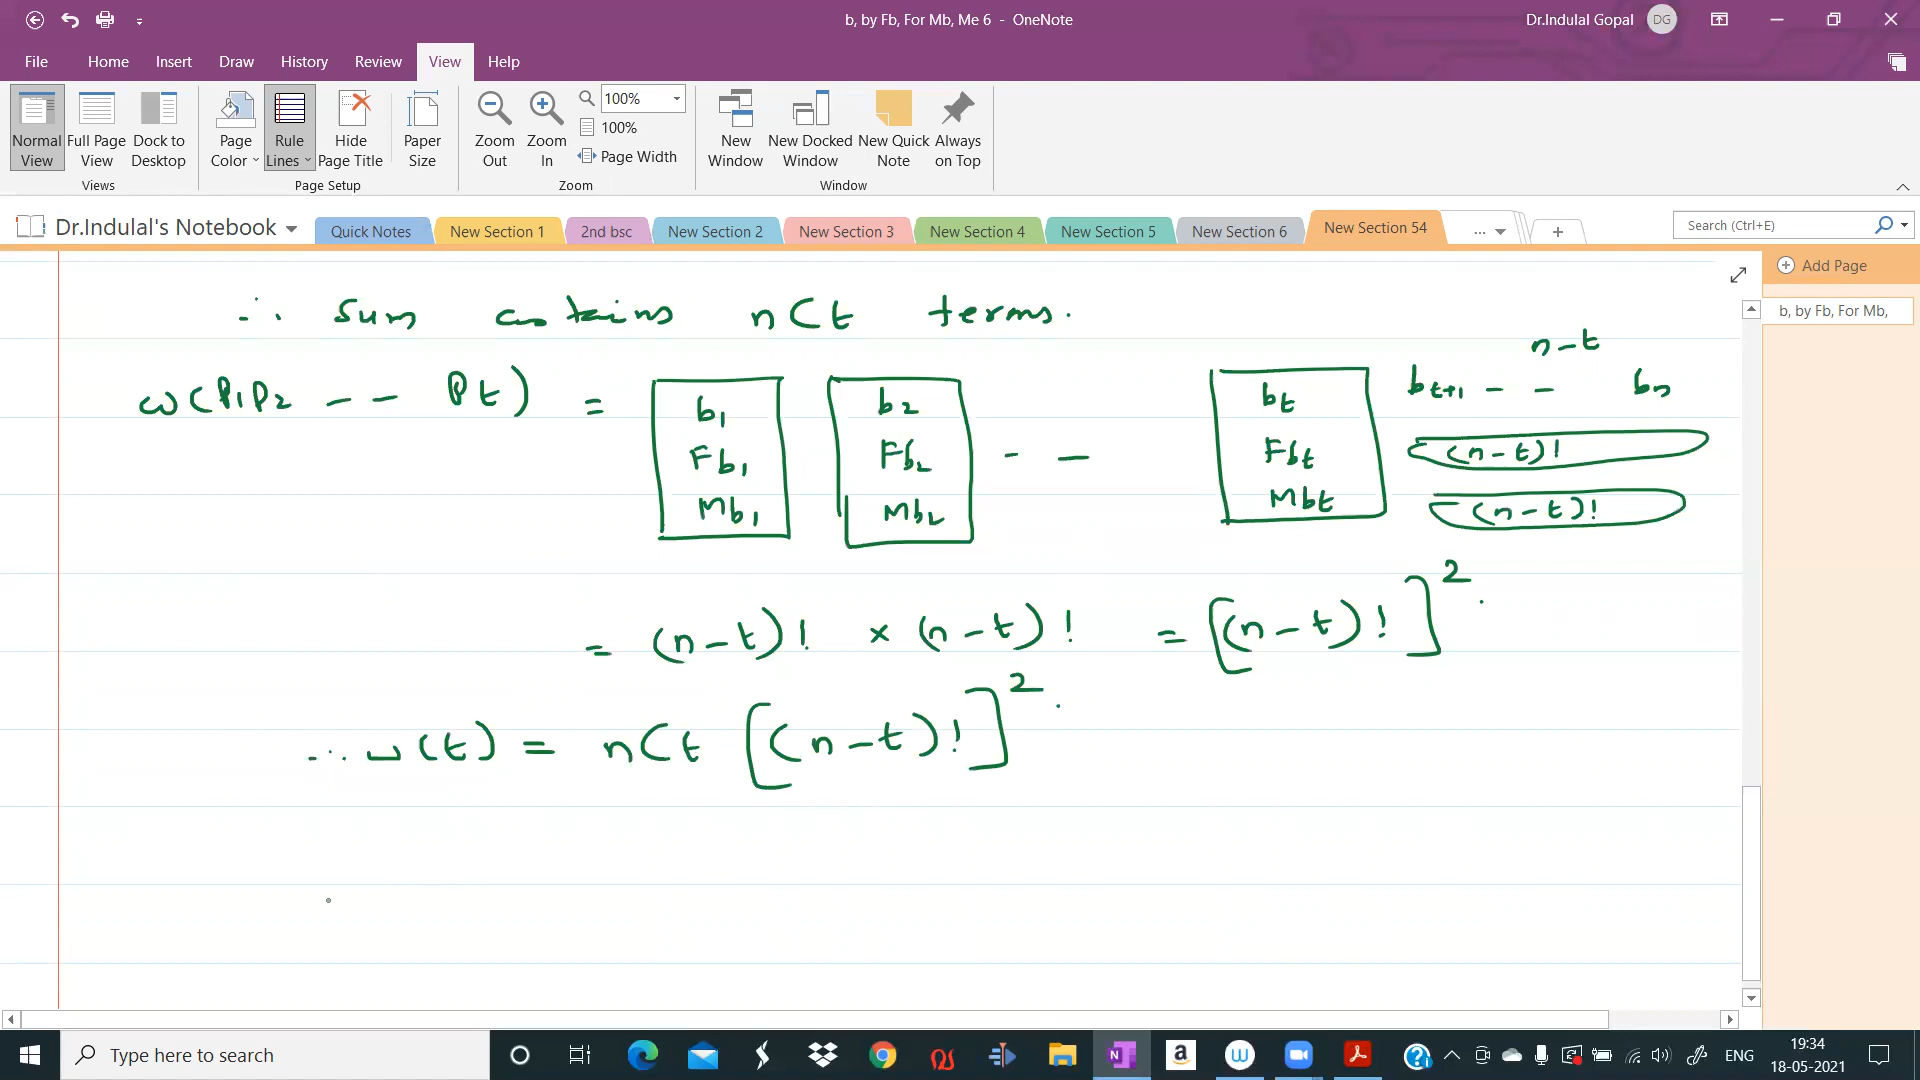 b, by Fb, For Mb, Me 6 - OneNote
Dr.Indulal Gopal DG
File Home Insert Draw History Review View Help
Normal View
Full Page View
Dock to Desktop
Views
Page Color
Rule Lines
Hide Page Title
Paper Size
Page Setup
Zoom Out
Zoom In
100%
100%
Page Width
Zoom
New Window
New Docked Window
New Quick Note
Always on Top
Window
Dr.Indulal's Notebook
Quick Notes New Section 1 2nd bsc New Section 2 New Section 3 New Section 4 New Section 5 New Section 6 New Section 54 ...
Search (Ctrl+E)
Add Page
b, by Fb, For Mb,
∴ Sum contains nCt terms.
n-t
ω(P₁P₂ -- Pt) = b₁ b₂ bt bt+1 -- bn
Fb₁ Fb₂ -- Fbt (n-t)!
Mb₁ Mb₂ Mbt (n-t)!
= (n-t)! × (n-t)! = [(n-t)!]².
∴ ω(t) = nCt [(n-t)!]².
Type here to search
ENG
19:34
18-05-2021